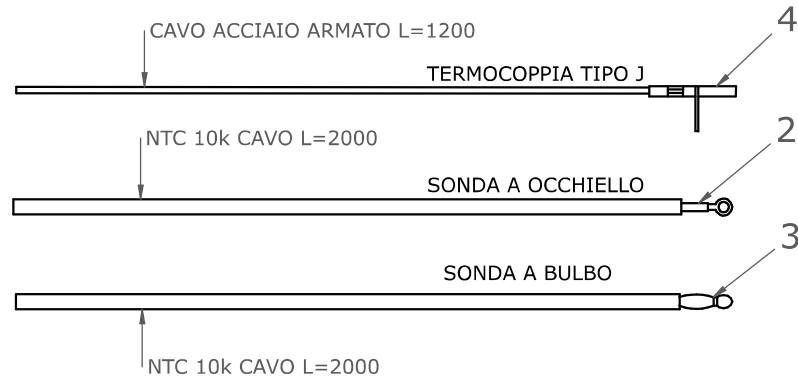 CAVO ACCIAIO ARMATO L=1200
4
TERMOCOPPIA TIPO J
NTC 10k CAVO L=2000
2
SONDA A OCCHIELLO
3
SONDA A BULBO
NTC 10k CAVO L=2000